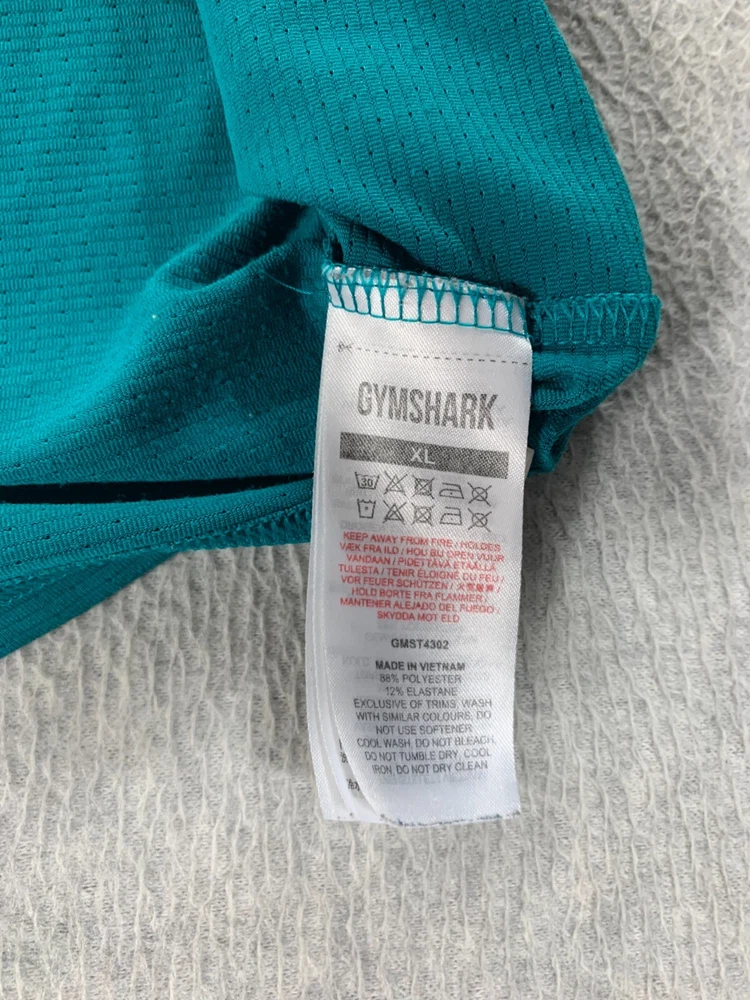 GYMSHARK
XL
30
KEEP AWAY FROM FIRE / HOLDES
VÆK FRA ILD / HOU BIJ OPEN VUUR
VANDAAN / PIDETTÄVÄ ETÄÄLLÄ
TULESTA / TENIR ÉLOIGNÉ DU FEU /
VOR FEUER SCHÜTZEN / 火気厳禁 /
HOLD BORTE FRA FLAMMER /
MANTENER ALEJADO DEL FUEGO /
SKYDDA MOT ELD
GMST4302
MADE IN VIETNAM
88% POLYESTER
12% ELASTANE
EXCLUSIVE OF TRIMS, WASH
WITH SIMILAR COLOURS, DO
NOT USE SOFTENER
COOL WASH, DO NOT BLEACH,
DO NOT TUMBLE DRY, COOL
IRON, DO NOT DRY CLEAN